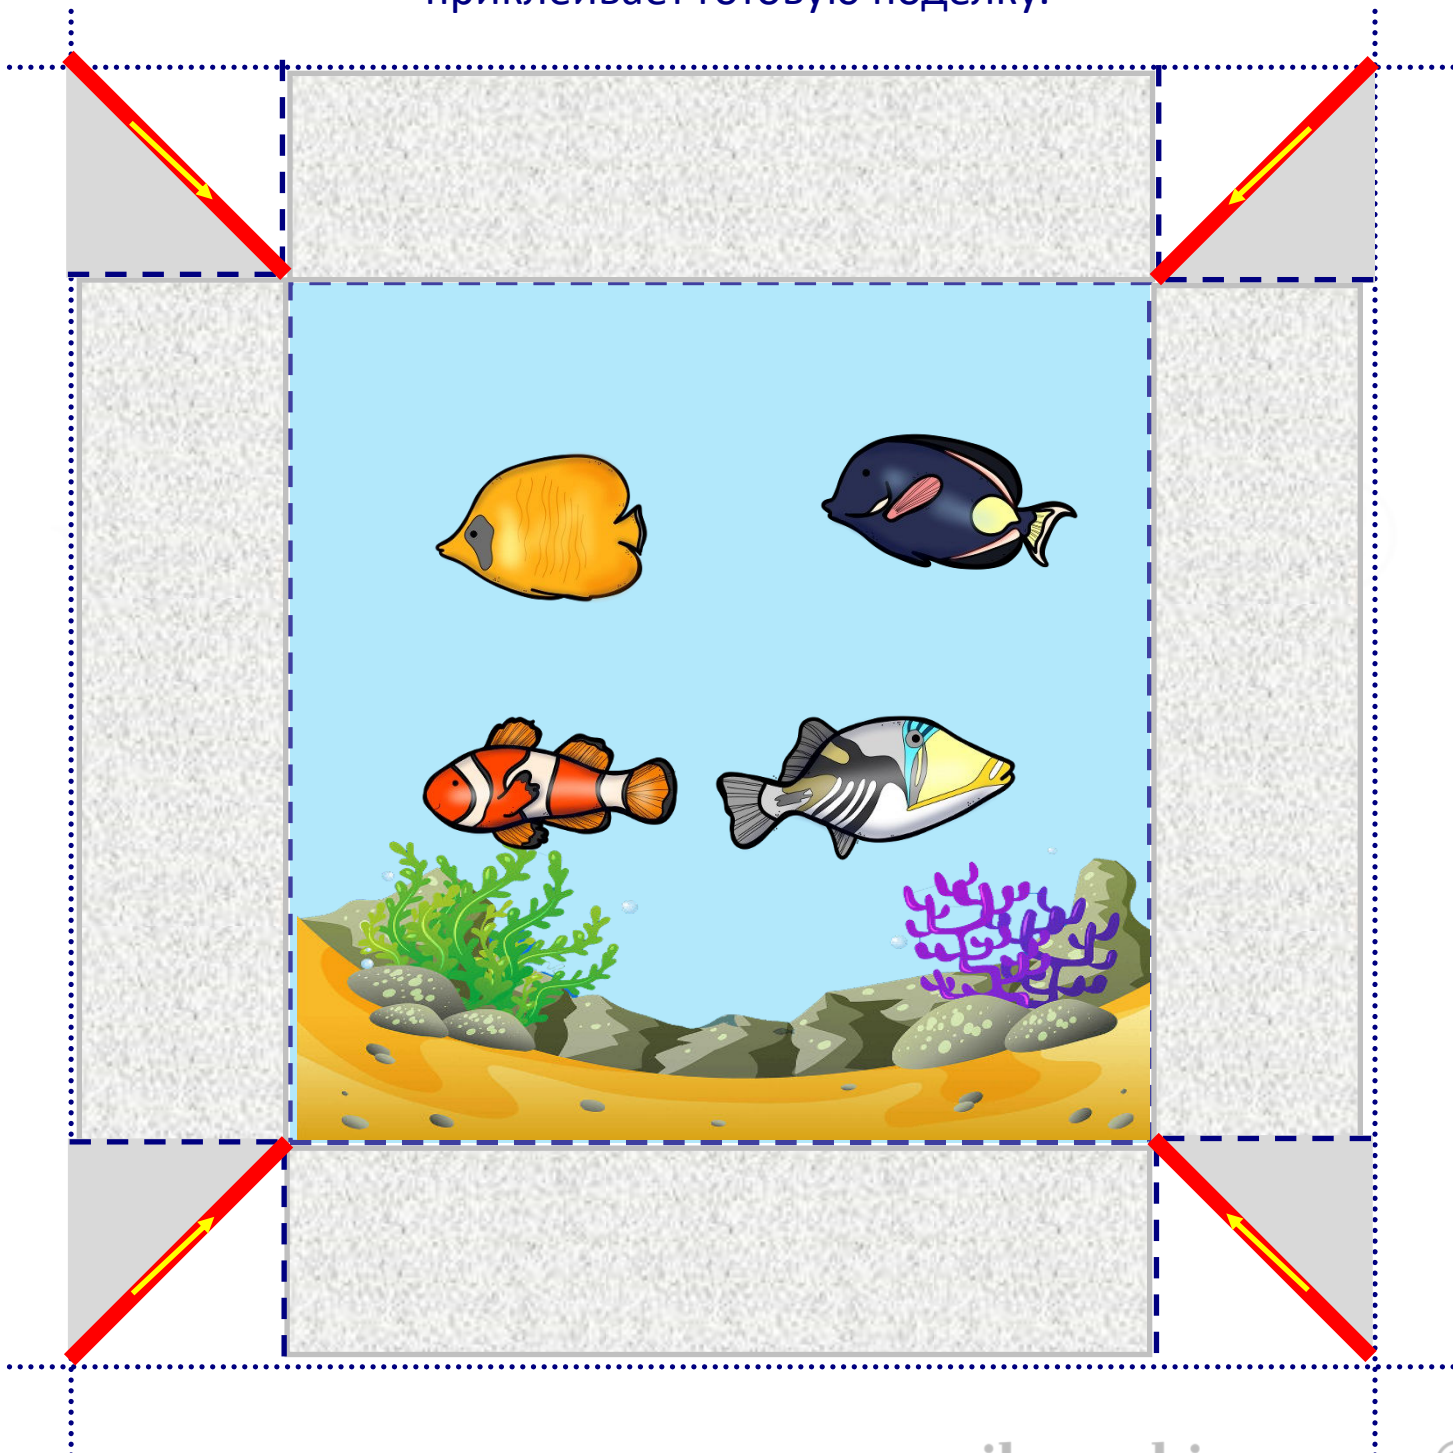 приклеивает готовую поделку.